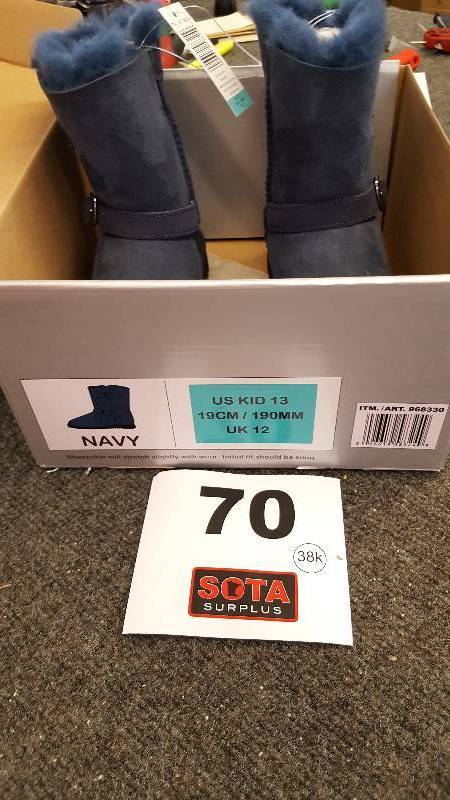 NAVY
US KID 13
19CM / 190MM
UK 12
ITM. /ART. 968330
Sheepskin will stretch slightly with wear. Initial fit should be snug
70
38k
SOTA
SURPLUS